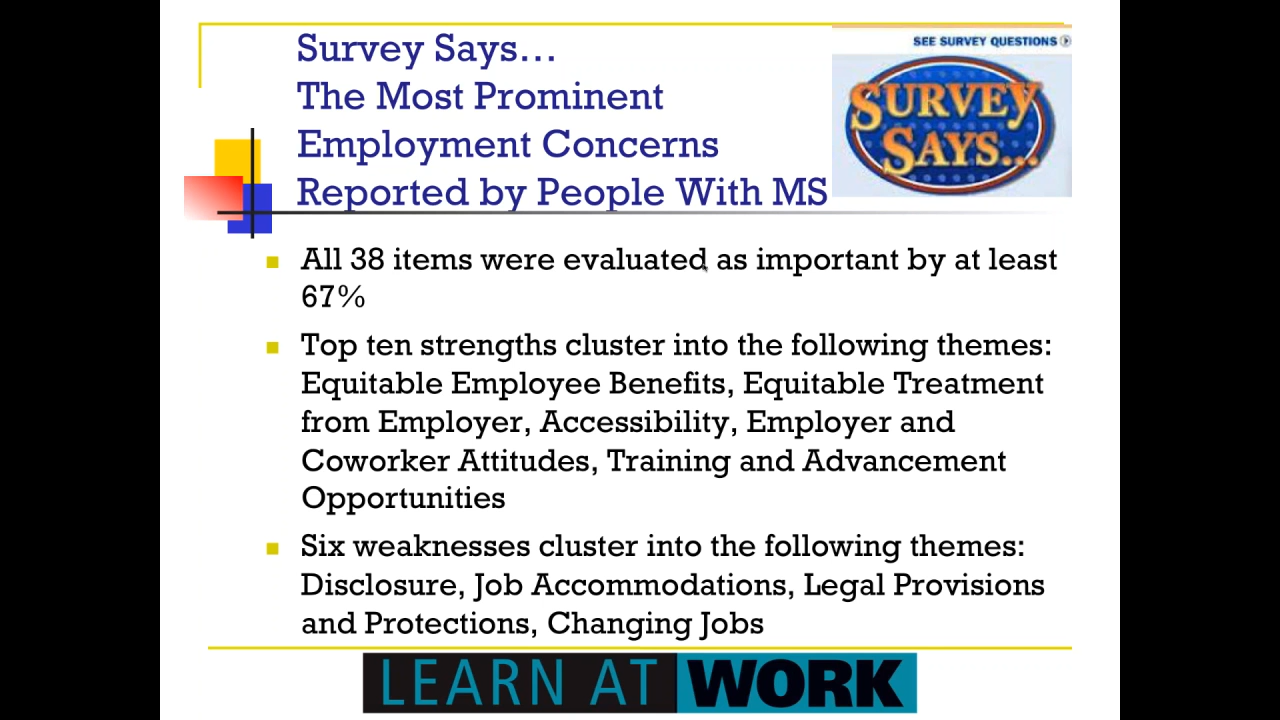 Survey Says…
The Most Prominent
Employment Concerns
Reported by People With MS
SEE SURVEY QUESTIONS
SURVEY
SAYS...
All 38 items were evaluated as important by at least
67%
Top ten strengths cluster into the following themes:
Equitable Employee Benefits, Equitable Treatment
from Employer, Accessibility, Employer and
Coworker Attitudes, Training and Advancement
Opportunities
Six weaknesses cluster into the following themes:
Disclosure, Job Accommodations, Legal Provisions
and Protections, Changing Jobs
LEARN AT WORK